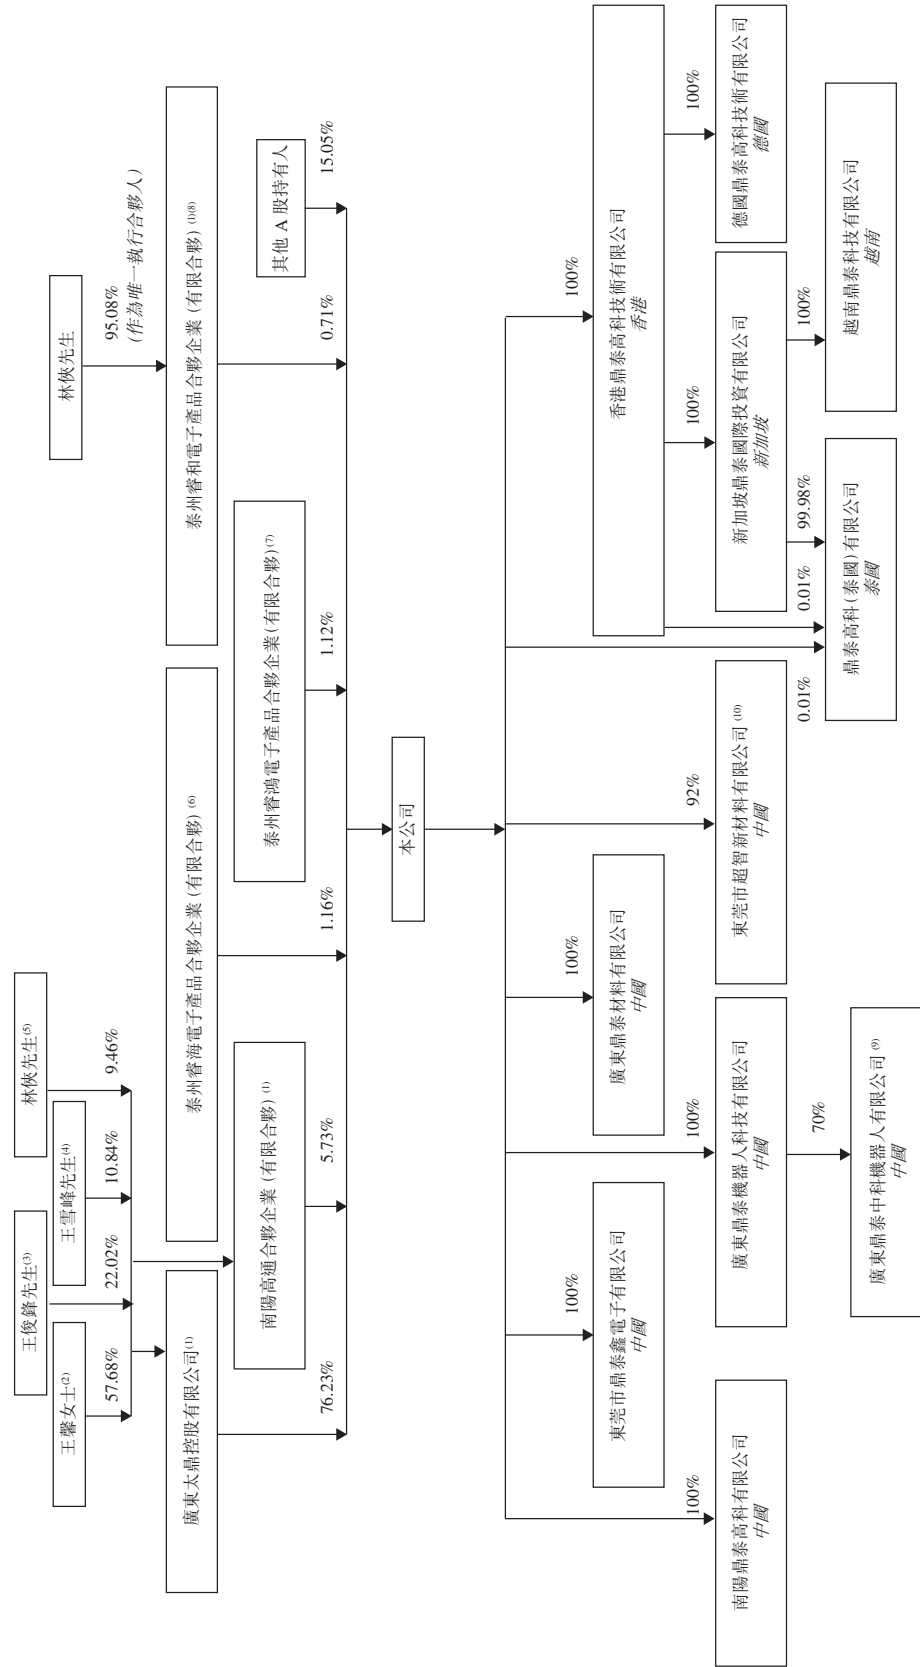 王俊鋒先生(3)
林俠先生(5)
王馨女士(2)
王雪峰先生(4)
57.68%
22.02%
10.84%
9.46%
林俠先生
95.08%
(作為唯一執行合夥人)
廣東太鼎控股有限公司(1)
泰州睿海電子產品合夥企業 (有限合夥) (6)
泰州睿和電子產品合夥企業 (有限合夥) (1)(8)
南陽高通合夥企業 (有限合夥) (1)
泰州睿鴻電子產品合夥企業(有限合夥)(7)
其他 A 股持有人
76.23%
5.73%
1.16%
1.12%
0.71%
15.05%
本公司
100%
100%
100%
100%
92%
100%
東莞市鼎泰鑫電子有限公司
中國
廣東鼎泰材料有限公司
中國
香港鼎泰高科技術有限公司
香港
0.01%
0.01%
100%
100%
南陽鼎泰高科有限公司
中國
廣東鼎泰機器人科技有限公司
中國
東莞市超智新材料有限公司 (10)
中國
新加坡鼎泰國際投資有限公司
新加坡
德國鼎泰高科技術有限公司
德國
70%
99.98%
100%
廣東鼎泰中科機器人有限公司 (9)
中國
鼎泰高科 (泰國) 有限公司
泰國
越南鼎泰科技有限公司
越南